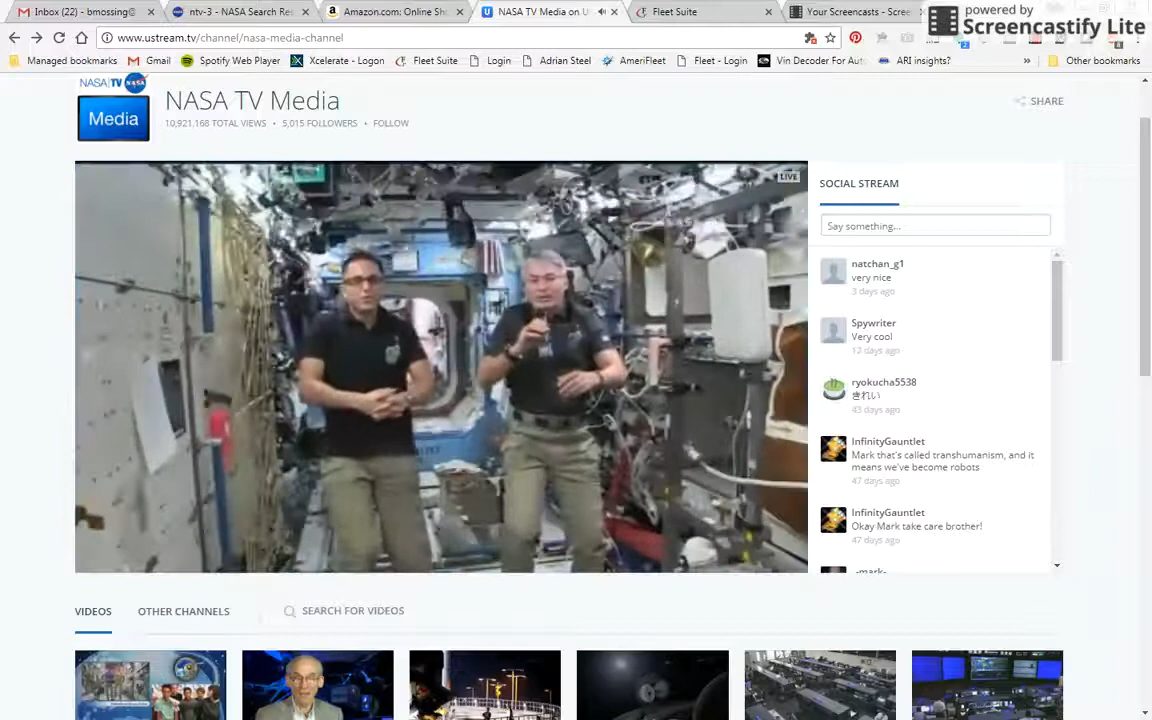 Inbox (22) - bmossing@
ntv-3 - NASA Search Res
Amazon.com: Online Sho
NASA TV Media on U
Fleet Suite
Your Screencasts - Scree
powered by
Screencastify Lite
www.ustream.tv/channel/nasa-media-channel
Managed bookmarks
Gmail
Spotify Web Player
Xcelerate - Logon
Fleet Suite
Login
Adrian Steel
AmeriFleet
Fleet - Login
Vin Decoder For Auto
ARI insights?
»
Other bookmarks
NASA TV
NASA
Media
NASA TV Media
10,921,168 TOTAL VIEWS • 5,015 FOLLOWERS • FOLLOW
SHARE
LIVE
SOCIAL STREAM
Say something...
natchan_g1
very nice
3 days ago
Spywriter
Very cool
12 days ago
ryokucha5538
きれい
43 days ago
InfinityGauntlet
Mark that's called transhumanism, and it
means we've become robots
47 days ago
InfinityGauntlet
Okay Mark take care brother!
47 days ago
-mark-
VIDEOS
OTHER CHANNELS
SEARCH FOR VIDEOS